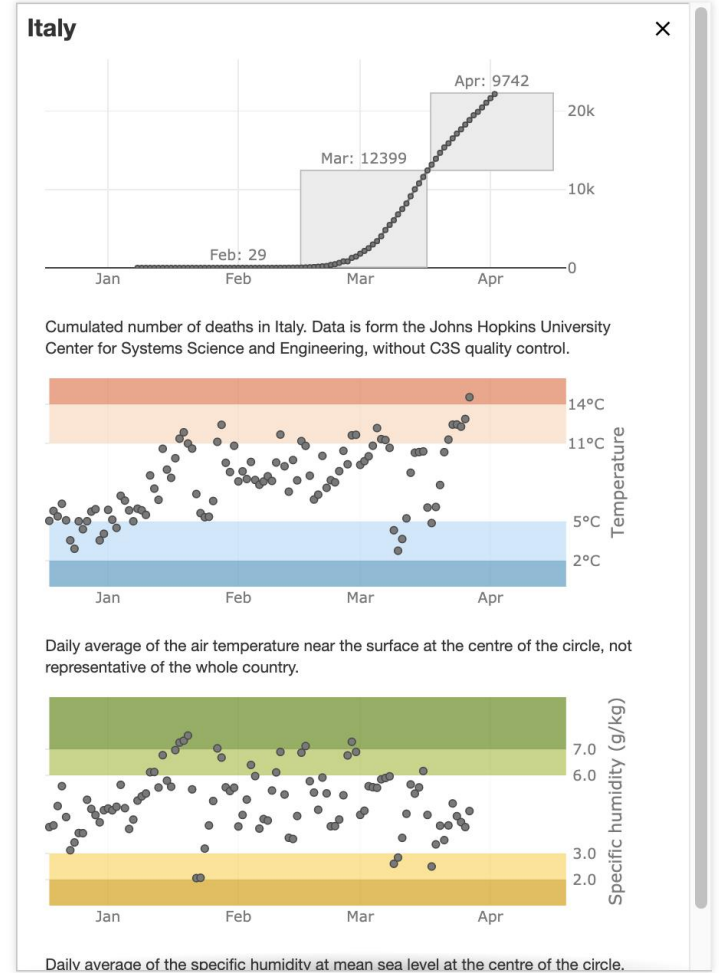 Italy
Apr: 9742
20k
Mar: 12399
10k
Feb: 29
0
Jan Feb Mar Apr
Cumulated number of deaths in Italy. Data is form the Johns Hopkins University
Center for Systems Science and Engineering, without C3S quality control.
14°C
11°C
5°C
2°C
Temperature
Jan Feb Mar Apr
Daily average of the air temperature near the surface at the centre of the circle, not
representative of the whole country.
7.0
6.0
3.0
2.0
Specific humidity (g/kg)
Jan Feb Mar Apr
Daily average of the specific humidity at mean sea level at the centre of the circle.